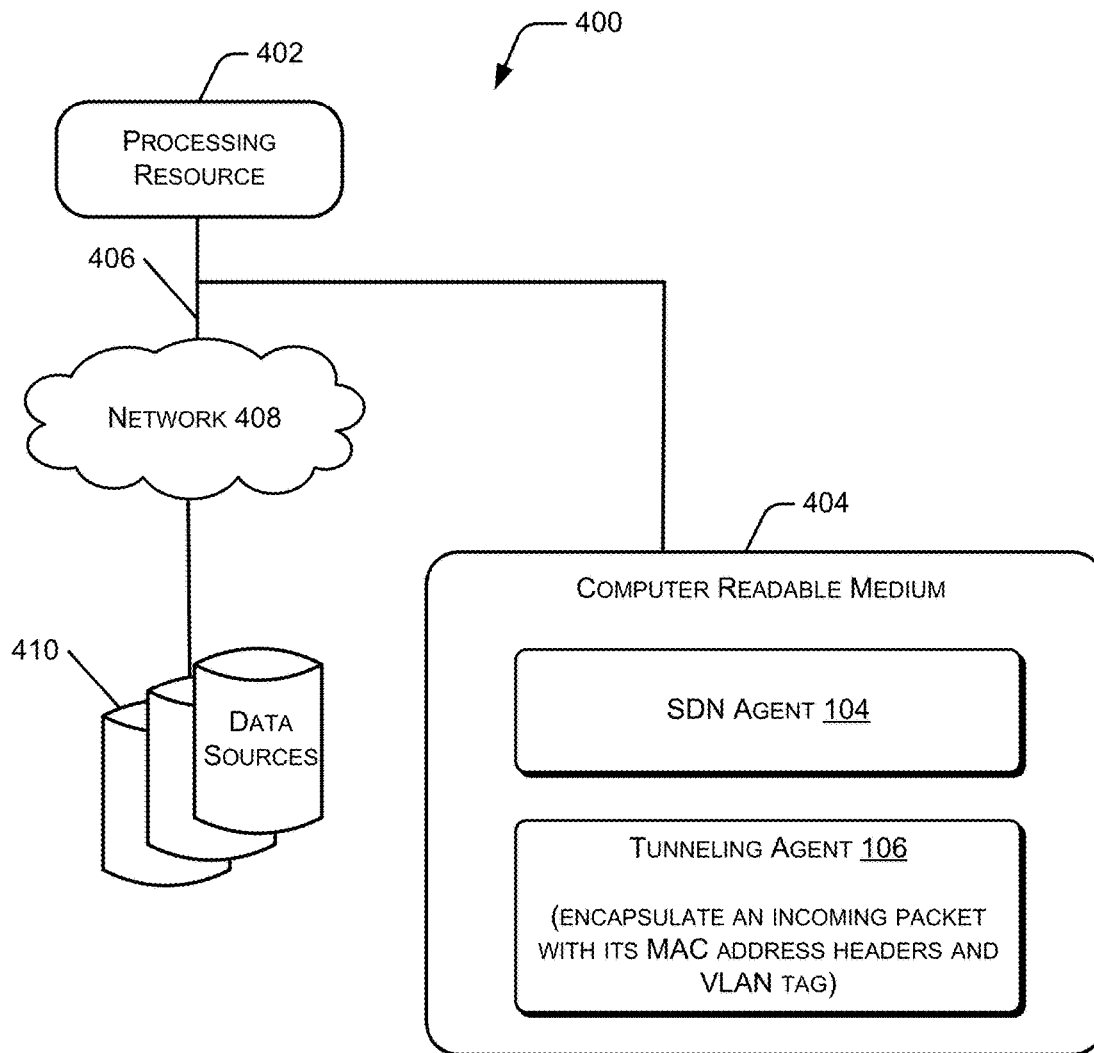 400
402
PROCESSING
RESOURCE
406
NETWORK 408
404
COMPUTER READABLE MEDIUM
410
DATA
SOURCES
SDN AGENT 104
TUNNELING AGENT 106
(ENCAPSULATE AN INCOMING PACKET
WITH ITS MAC ADDRESS HEADERS AND
VLAN TAG)